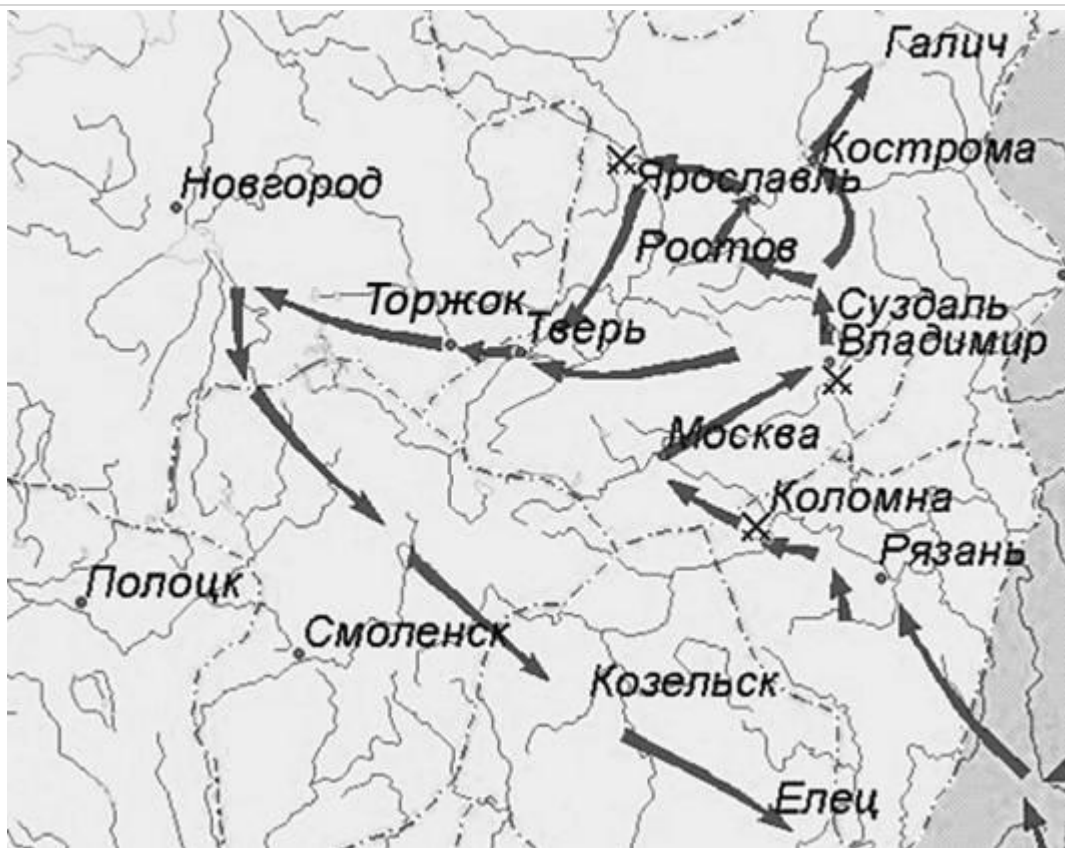 Галич
Кострома
Новгород
Ярославль
Ростов
Торжок
Суздаль
Тверь
Владимир
Москва
Коломна
Рязань
Полоцк
Смоленск
Козельск
Елец